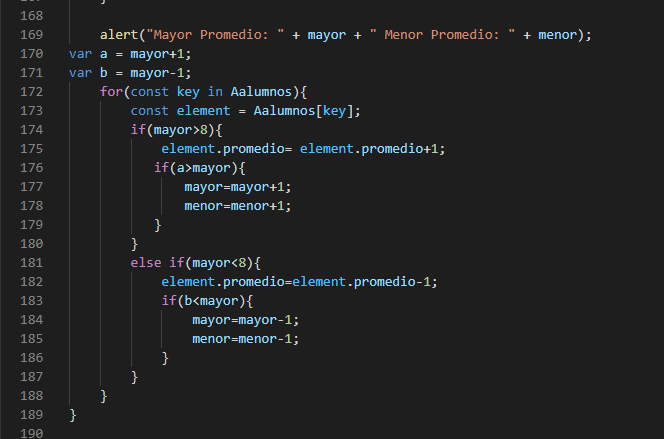 168
169 alert("Mayor Promedio: " + mayor + " Menor Promedio: " + menor);
170 var a = mayor+1;
171 var b = mayor-1;
172 for(const key in Aalumnos){
173 const element = Aalumnos[key];
174 if(mayor>8){
175 element.promedio= element.promedio+1;
176 if(a>mayor){
177 mayor=mayor+1;
178 menor=menor+1;
179 }
180 }
181 else if(mayor<8){
182 element.promedio=element.promedio-1;
183 if(b<mayor){
184 mayor=mayor-1;
185 menor=menor-1;
186 }
187 }
188 }
189 }
190